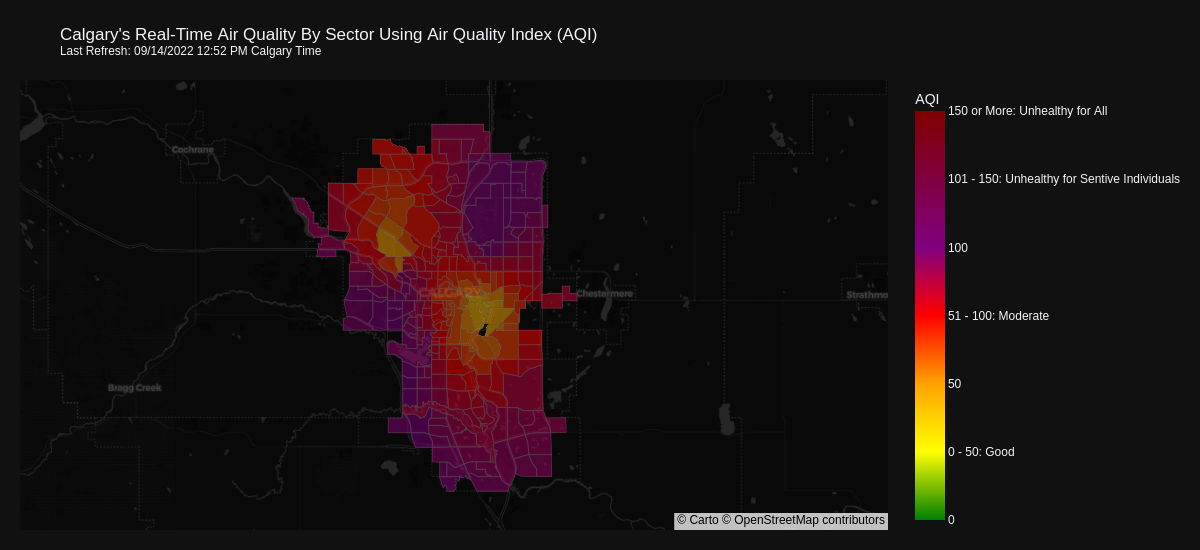 Calgary's Real-Time Air Quality By Sector Using Air Quality Index (AQI)
Last Refresh: 09/14/2022 12:52 PM Calgary Time
AQI
150 or More: Unhealthy for All
101 - 150: Unhealthy for Sentive Individuals
100
51 - 100: Moderate
50
0 - 50: Good
0
Cochrane
CALGARY
Chestermere
Strathmo
Bragg Creek
© Carto © OpenStreetMap contributors